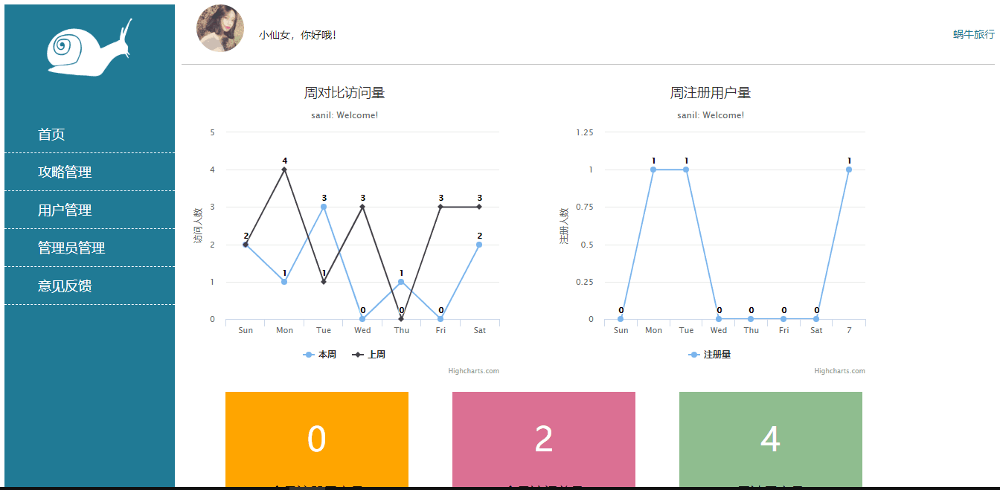 小仙女，你好哦！
蜗牛旅行
首页
攻略管理
用户管理
管理员管理
意见反馈
周对比访问量
sanil: Welcome!
访问人数
5
4
3
2
1
0
2
4
1
3
1
3
0
1
0
3
0
3
2
Sun Mon Tue Wed Thu Fri Sat
本周 上周
Highcharts.com
周注册用户量
sanil: Welcome!
注册人数
1.25
1
0.75
0.5
0.25
0
0
1
1
0
0
0
0
1
Sun Mon Tue Wed Thu Fri Sat 7
注册量
Highcharts.com
0
2
4